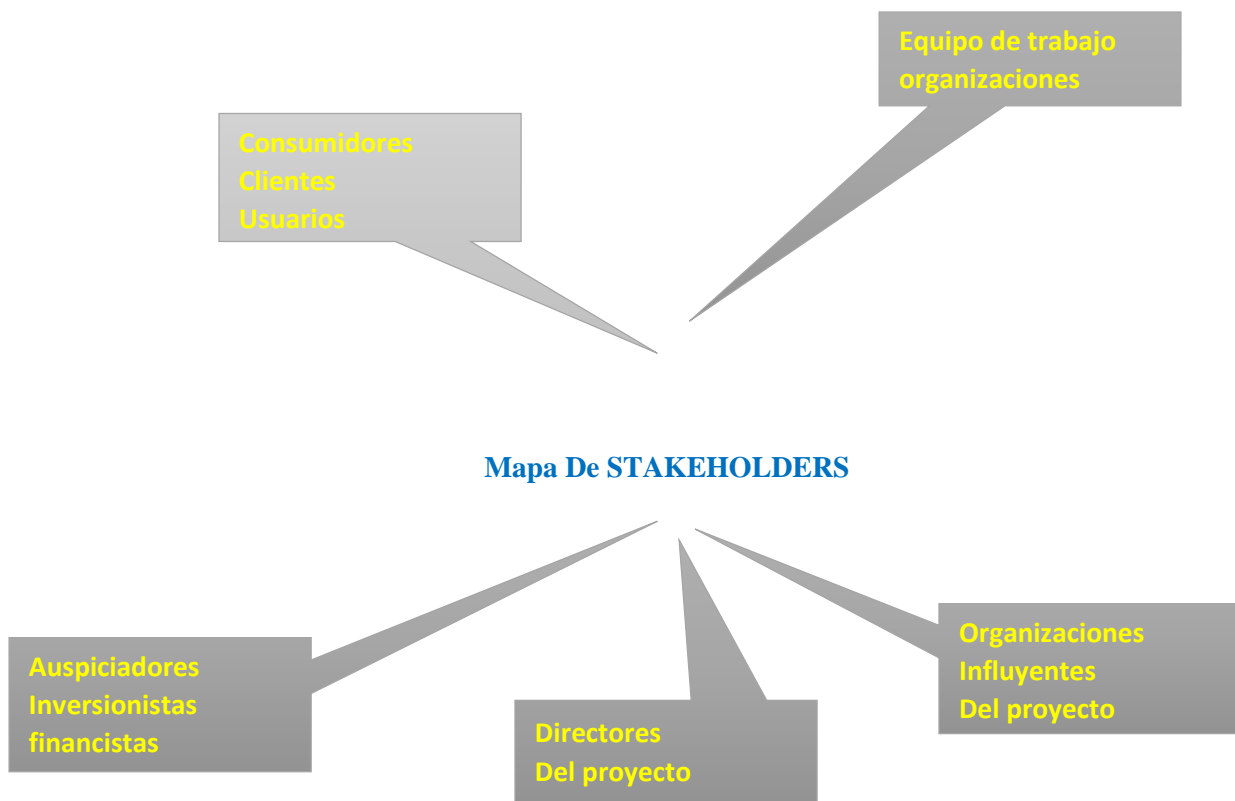 Equipo de trabajo
organizaciones
Consumidores
Clientes
Usuarios
Mapa De STAKEHOLDERS
Auspiciadores
Inversionistas
financistas
Directores
Del proyecto
Organizaciones
Influyentes
Del proyecto